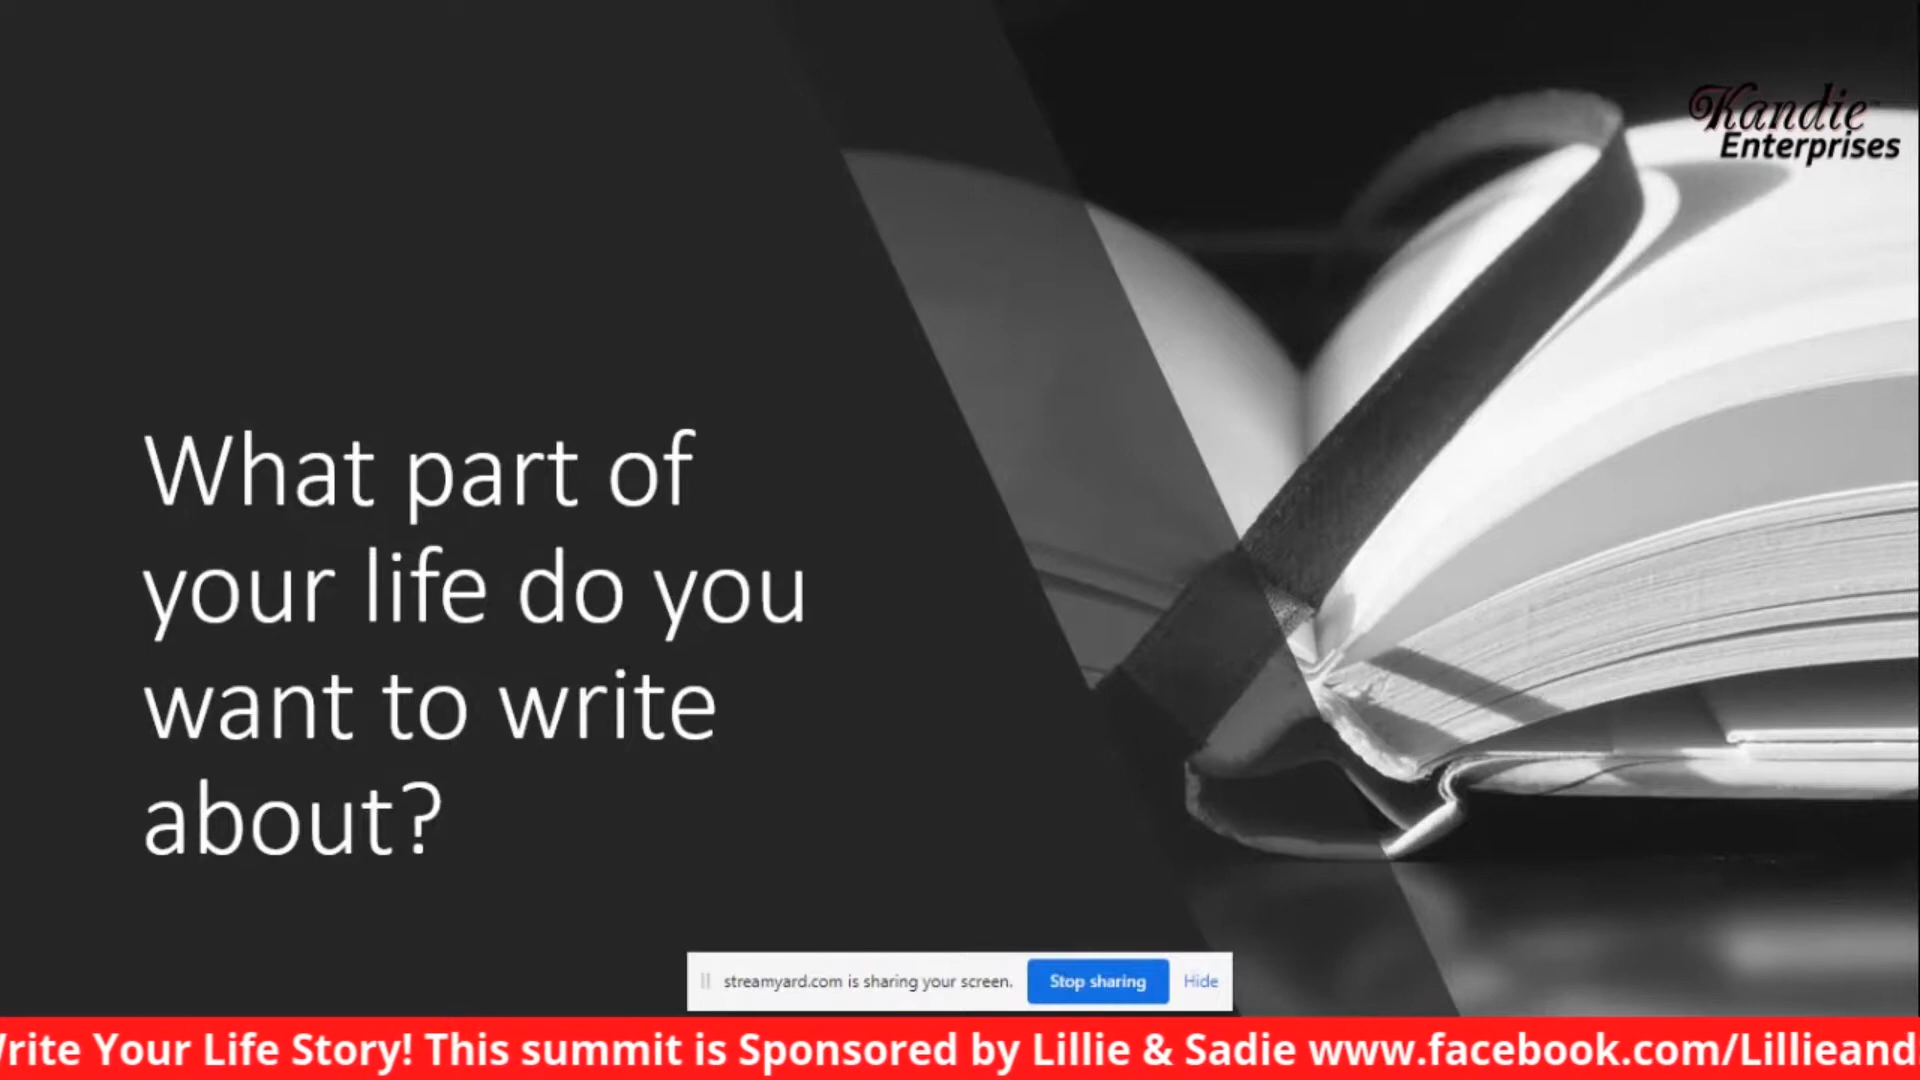 Kandie
Enterprises
What part of
your life do you
want to write
about?
streamyard.com is sharing your screen.
Stop sharing
Hide
rite Your Life Story! This summit is Sponsored by Lillie & Sadie www.facebook.com/Lillieand